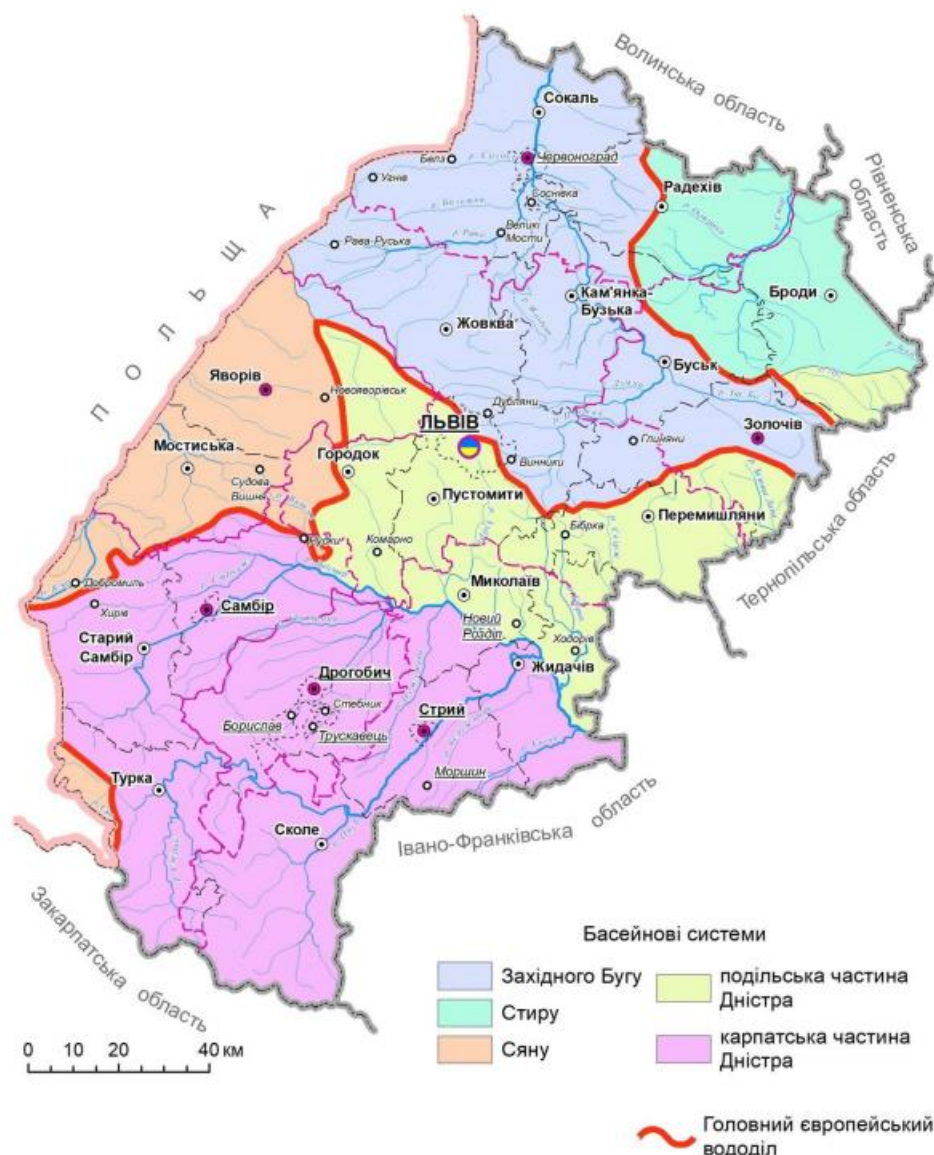 Волинська область
Рівненська
область
ПОЛЬЩА
Сокаль
Белз
Червоноград
Угнів
Соснівка
Радехів
Великі
Мости
Рава-Руська
Кам'янка-
Бузька
Броди
Жовква
Буськ
Яворів
Новояворівськ
Дубляни
ЛЬВІВ
Золочів
Глиняни
Винники
Мостиська
Городок
Судова
Вишня
Пустомити
Перемишляни
Бібрка
Тернопільська область
Рудки
Комарно
Добромиль
Хирів
Миколаїв
Самбір
Новий
Розділ
Ходорів
Старий
Самбір
Жидачів
Дрогобич
Стебник
Борислав
Трускавець
Стрий
Турка
Моршин
Сколе
Івано-Франківська область
Закарпатська область
Басейнові системи
Західного Бугу
Стиру
Сяну
подільська частина
Дністра
карпатська частина
Дністра
0 10 20 40 км
Головний європейський
вододіл